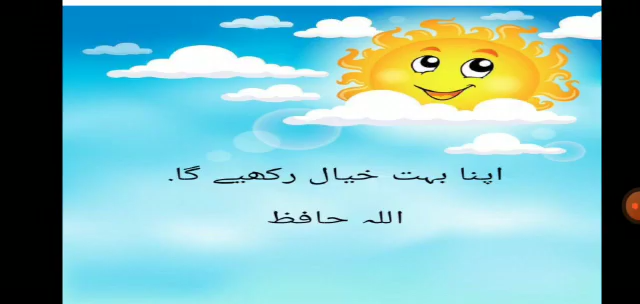 اپنا بہت خیال رکھیے گا.
اللہ حافظ